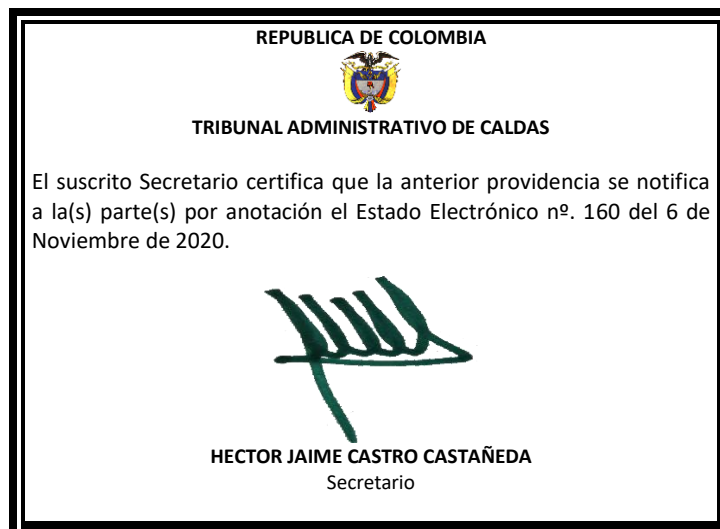 REPUBLICA DE COLOMBIA
TRIBUNAL ADMINISTRATIVO DE CALDAS
El suscrito Secretario certifica que la anterior providencia se notifica
a la(s) parte(s) por anotación el Estado Electrónico nº. 160 del 6 de
Noviembre de 2020.
HECTOR JAIME CASTRO CASTAÑEDA
Secretario